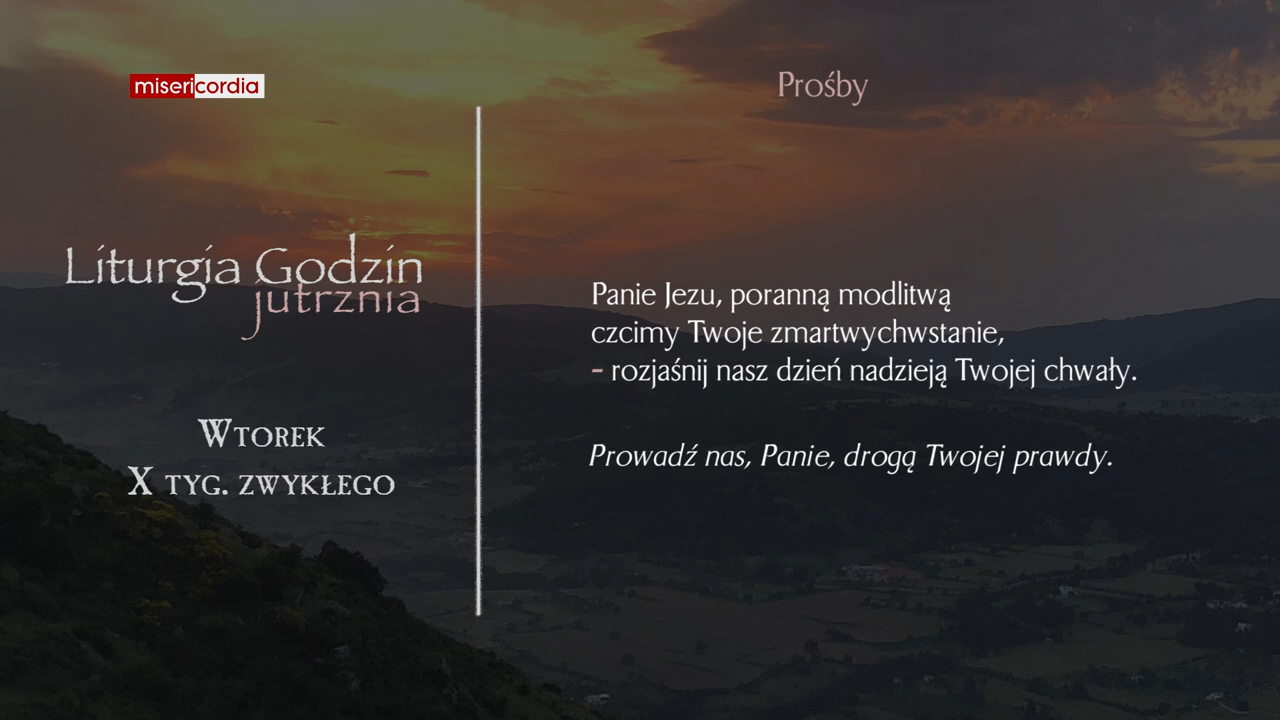 misericordia
Prośby
Liturgia Godzin
jutrznia
Wtorek
X tyg. zwykłego
Panie Jezu, poranną modlitwą
czcimy Twoje zmartwychwstanie,
- rozjaśnij nasz dzień nadzieją Twojej chwały.
Prowadź nas, Panie, drogą Twojej prawdy.